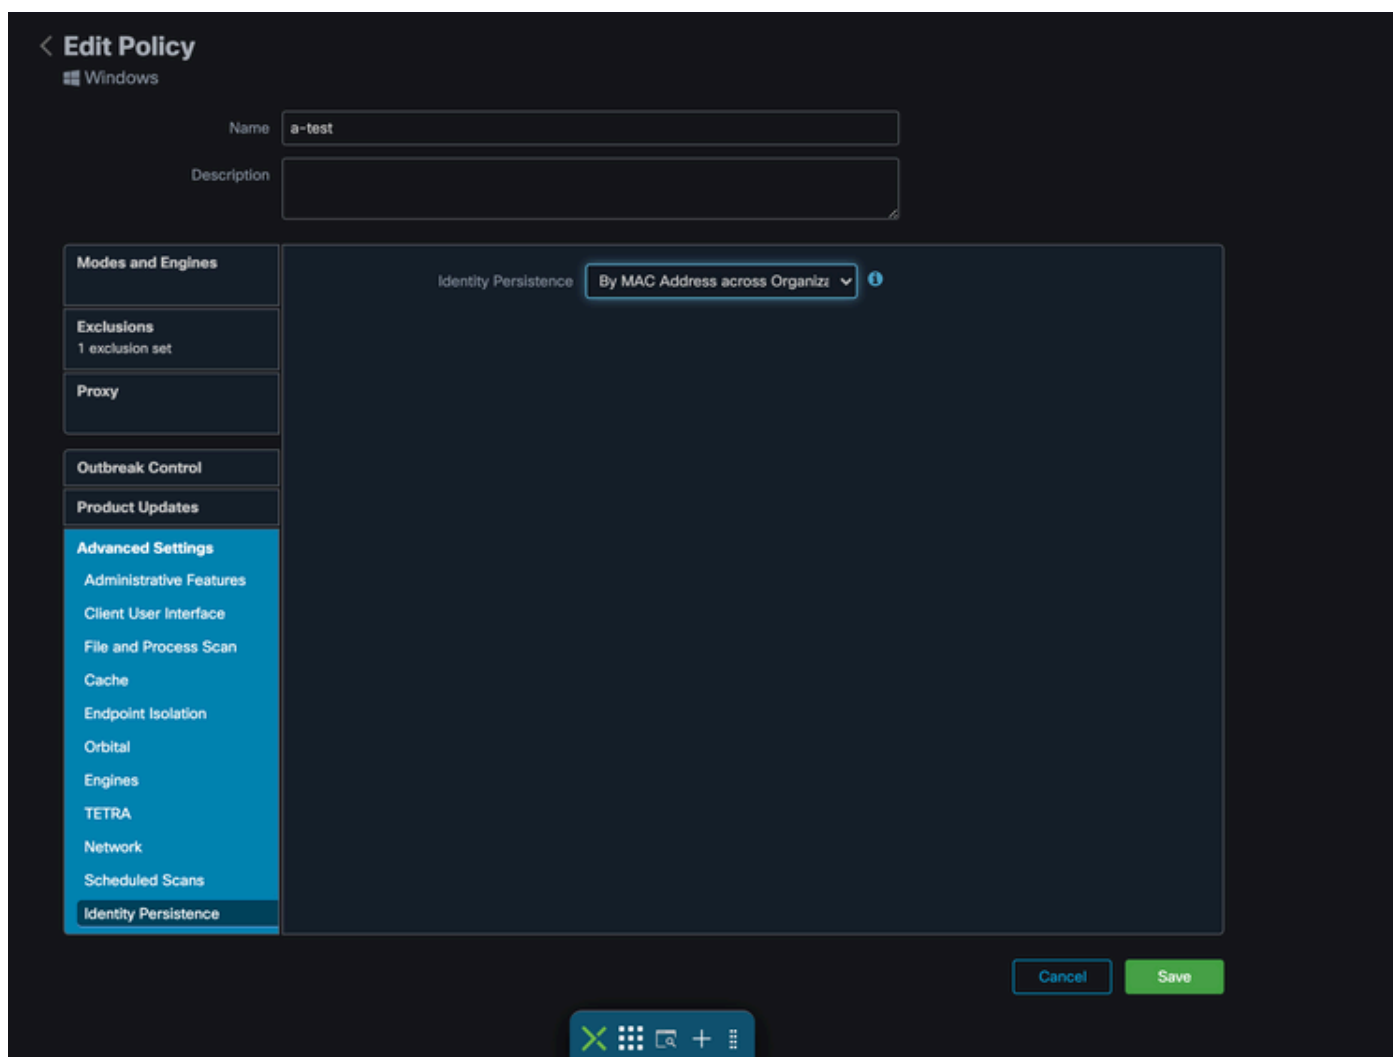 Edit Policy
Windows
Name a-test
Description
Modes and Engines
Identity Persistence By MAC Address across Organiza
Exclusions
1 exclusion set
Proxy
Outbreak Control
Product Updates
Advanced Settings
Administrative Features
Client User Interface
File and Process Scan
Cache
Endpoint Isolation
Orbital
Engines
TETRA
Network
Scheduled Scans
Identity Persistence
Cancel Save